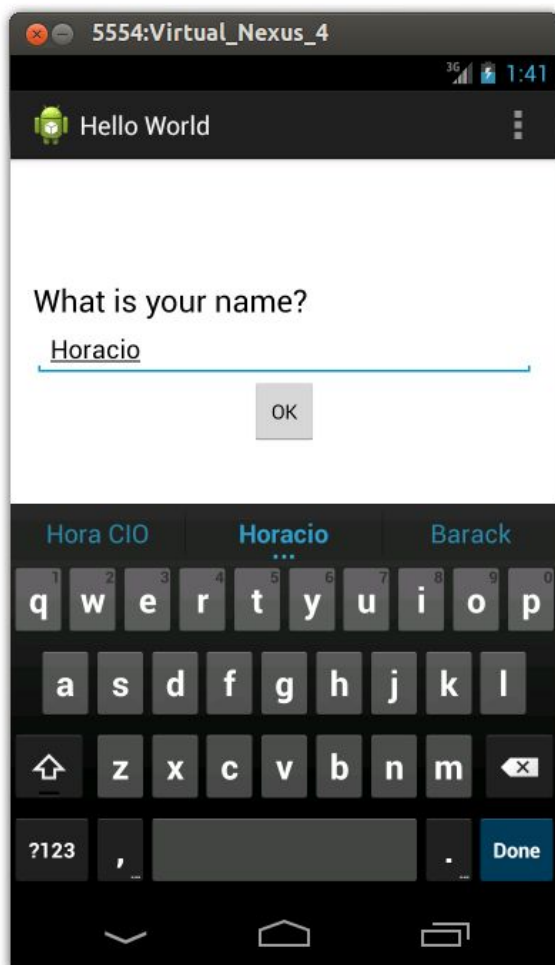 5554:Virtual_Nexus_4
3G 1:41
Hello World
What is your name?
Horacio
OK
Hora CIO Horacio Barack
1 2 3 4 5 6 7 8 9 0
q w e r t y u i o p
a s d f g h j k l
z x c v b n m
?123 , . Done